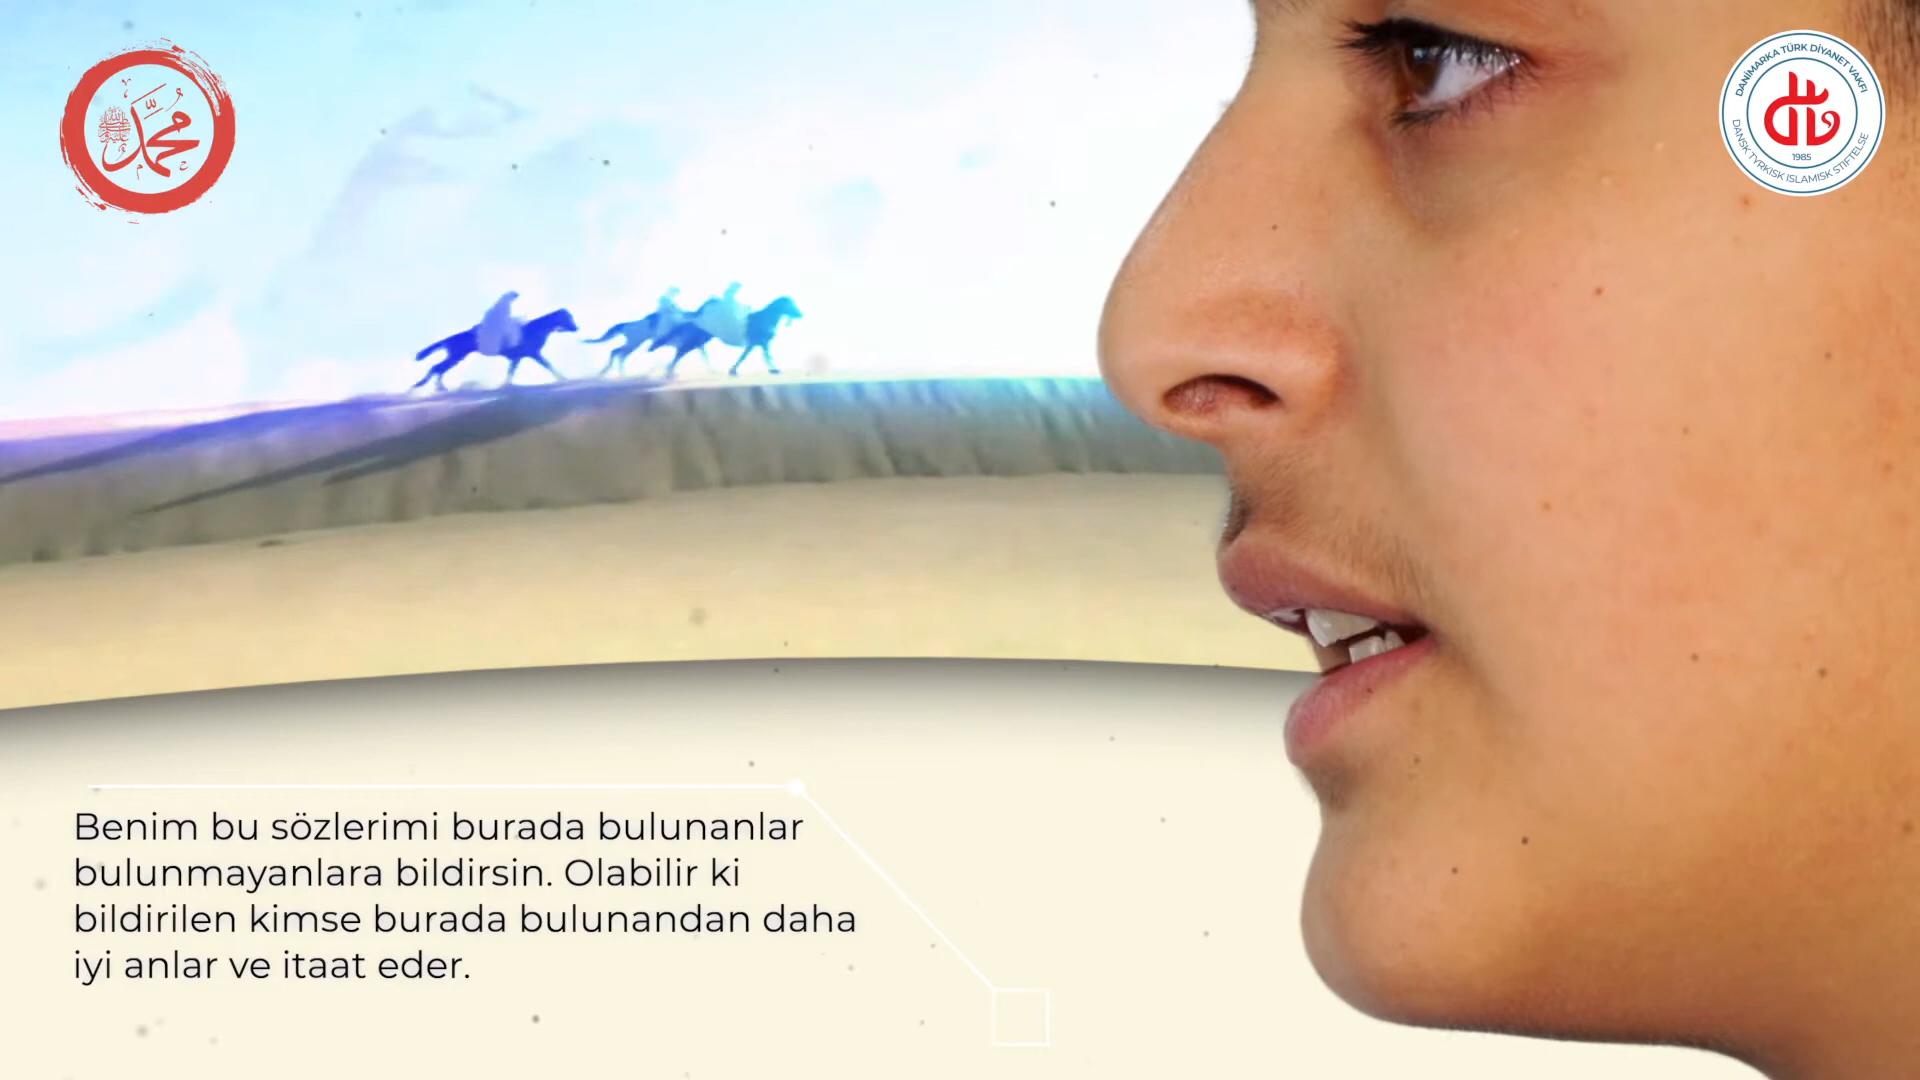 محمد
DANİMARKA TÜRK DİYANET VAKFI
1985
DANSK TYRKISK ISLAMISK STIFTELSE
Benim bu sözlerimi burada bulunanlar
bulunmayanlara bildirsin. Olabilir ki
bildirilen kimse burada bulunandan daha
iyi anlar ve itaat eder.